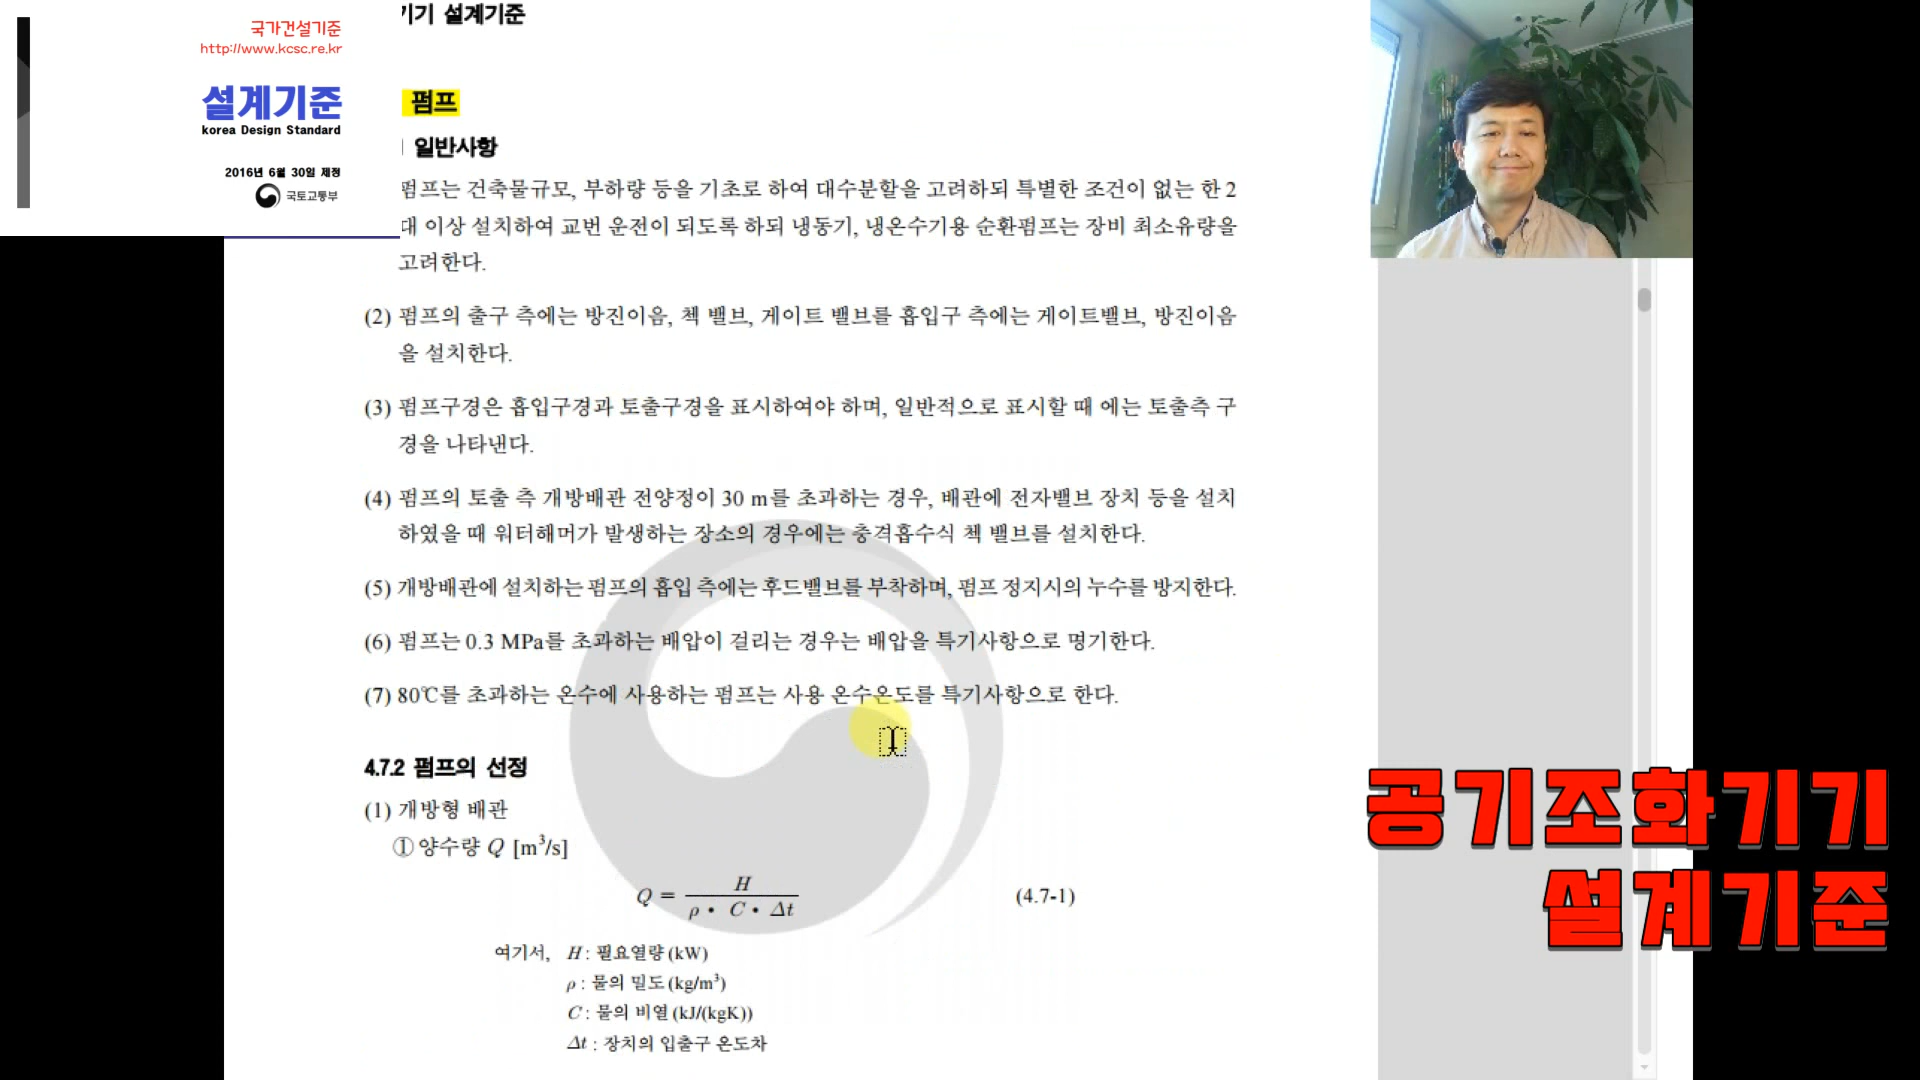 국가건설기준
http://www.kcsc.re.kr
설계기준
korea Design Standard
2016년 6월 30일 제정
국토교통부
기기 설계기준
펌프
일반사항
펌프는 건축물규모, 부하량 등을 기초로 하여 대수분할을 고려하되 특별한 조건이 없는 한 2
대 이상 설치하여 교번 운전이 되도록 하되 냉동기, 냉온수기용 순환펌프는 장비 최소유량을
고려한다.
(2) 펌프의 출구 측에는 방진이음, 첵 밸브, 게이트 밸브를 흡입구 측에는 게이트밸브, 방진이음
을 설치한다.
(3) 펌프구경은 흡입구경과 토출구경을 표시하여야 하며, 일반적으로 표시할 때 에는 토출측 구
경을 나타낸다.
(4) 펌프의 토출 측 개방배관 전양정이 30 m를 초과하는 경우, 배관에 전자밸브 장치 등을 설치
하였을 때 워터해머가 발생하는 장소의 경우에는 충격흡수식 첵 밸브를 설치한다.
(5) 개방배관에 설치하는 펌프의 흡입 측에는 후드밸브를 부착하며, 펌프 정지시의 누수를 방지한다.
(6) 펌프는 0.3 MPa를 초과하는 배압이 걸리는 경우는 배압을 특기사항으로 명기한다.
(7) 80℃를 초과하는 온수에 사용하는 펌프는 사용 온수온도를 특기사항으로 한다.
4.7.2 펌프의 선정
(1) 개방형 배관
① 양수량 Q [m³/s]
Q = H / ρ • C • Δt (4.7-1)
여기서, H : 필요열량 (kW)
ρ : 물의 밀도 (kg/m³)
C : 물의 비열 (kJ/(kgK))
Δt : 장치의 입출구 온도차
공기조화기기
설계기준